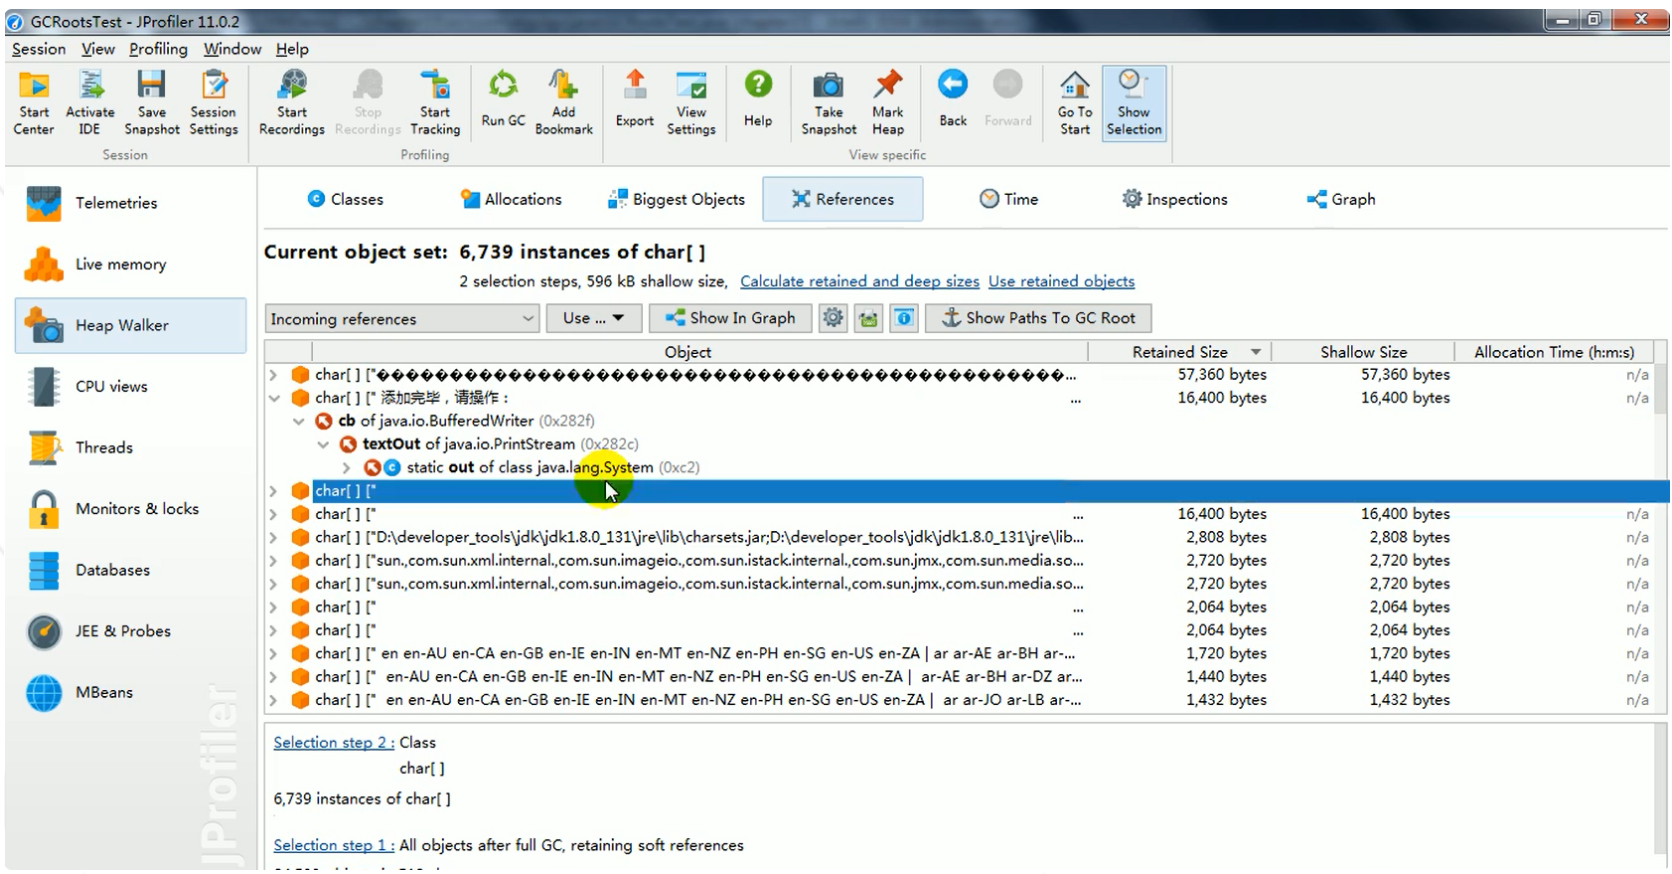 GCRootsTest - JProfiler 11.0.2
Session View Profiling Window Help
Start Center Activate IDE Save Snapshot Session Settings Start Recordings Stop Recordings Start Tracking Run GC Add Bookmark Export View Settings Help Take Snapshot Mark Heap Back Forward Go To Start Show Selection
Session Profiling View specific
Telemetries
Live memory
Heap Walker
CPU views
Threads
Monitors & locks
Databases
JEE & Probes
MBeans
JProfiler
Classes Allocations Biggest Objects References Time Inspections Graph
Current object set: 6,739 instances of char[ ]
2 selection steps, 596 kB shallow size, Calculate retained and deep sizes Use retained objects
Incoming references Use ... Show In Graph Show Paths To GC Root
Object Retained Size Shallow Size Allocation Time (h:m:s)
char[ ] ["�����������������������������������������������... 57,360 bytes 57,360 bytes n/a
char[ ] [" 添加完毕，请操作： ... 16,400 bytes 16,400 bytes n/a
cb of java.io.BufferedWriter (0x282f)
textOut of java.io.PrintStream (0x282c)
static out of class java.lang.System (0xc2)
char[ ] ["
char[ ] [" ... 16,400 bytes 16,400 bytes n/a
char[ ] ["D:\developer_tools\jdk\jdk1.8.0_131\jre\lib\charsets.jar;D:\developer_tools\jdk\jdk1.8.0_131\jre\lib... 2,808 bytes 2,808 bytes n/a
char[ ] ["sun.,com.sun.xml.internal.,com.sun.imageio.,com.sun.istack.internal.,com.sun.jmx.,com.sun.media.so... 2,720 bytes 2,720 bytes n/a
char[ ] ["sun.,com.sun.xml.internal.,com.sun.imageio.,com.sun.istack.internal.,com.sun.jmx.,com.sun.media.so... 2,720 bytes 2,720 bytes n/a
char[ ] [" ... 2,064 bytes 2,064 bytes n/a
char[ ] [" ... 2,064 bytes 2,064 bytes n/a
char[ ] [" en en-AU en-CA en-GB en-IE en-IN en-MT en-NZ en-PH en-SG en-US en-ZA | ar ar-AE ar-BH ar-... 1,720 bytes 1,720 bytes n/a
char[ ] [" en-AU en-CA en-GB en-IE en-IN en-MT en-NZ en-PH en-SG en-US en-ZA | ar-AE ar-BH ar-DZ ar... 1,440 bytes 1,440 bytes n/a
char[ ] [" en en-AU en-CA en-GB en-IE en-IN en-MT en-NZ en-PH en-SG en-US en-ZA | ar ar-JO ar-LB ar-... 1,432 bytes 1,432 bytes n/a
Selection step 2 : Class
char[ ]
6,739 instances of char[ ]
Selection step 1 : All objects after full GC, retaining soft references